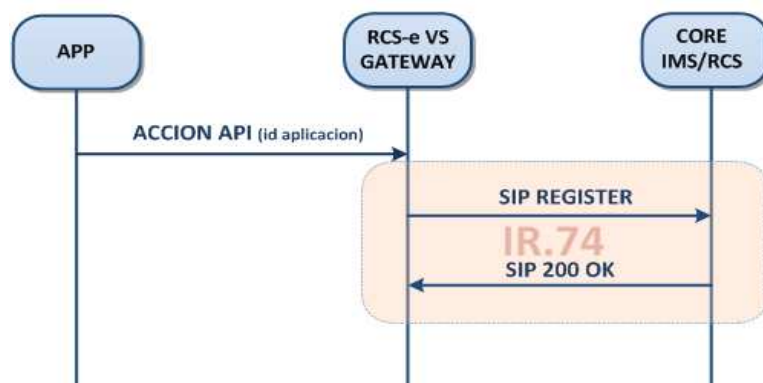 APP
RCS-e VS
GATEWAY
CORE
IMS/RCS
ACCION API (id aplicacion)
SIP REGISTER
IR.74
SIP 200 OK